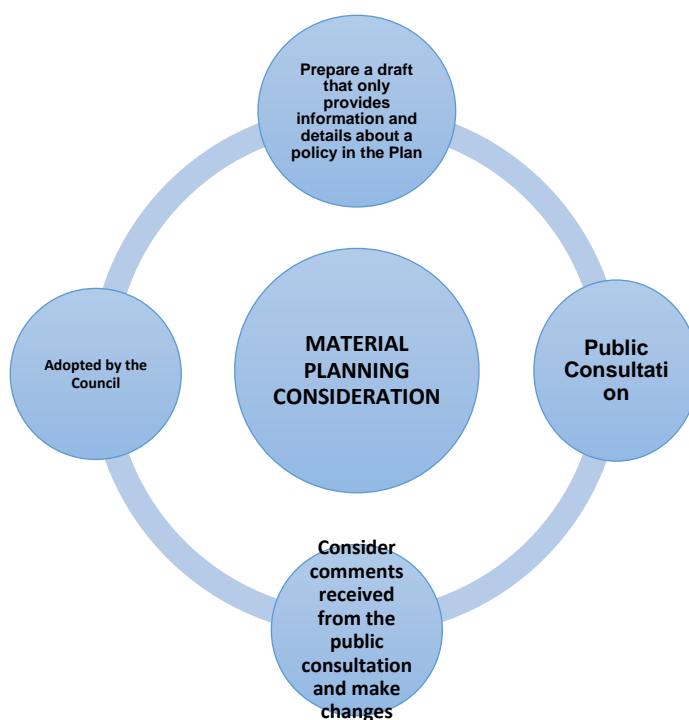 Prepare a draft
that only
provides
information and
details about a
policy in the Plan
Adopted by the
Council
MATERIAL
PLANNING
CONSIDERATION
Public
Consultati
on
Consider
comments
received
from the
public
consultation
and make
changes